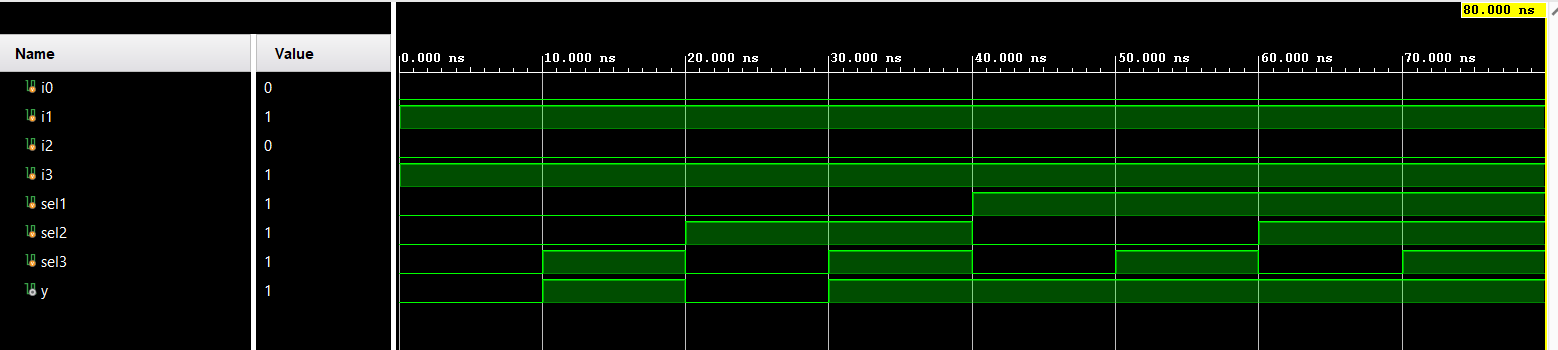 80.000 ns
Name Value
0.000 ns 10.000 ns 20.000 ns 30.000 ns 40.000 ns 50.000 ns 60.000 ns 70.000 ns
i0 0
i1 1
i2 0
i3 1
sel1 1
sel2 1
sel3 1
y 1